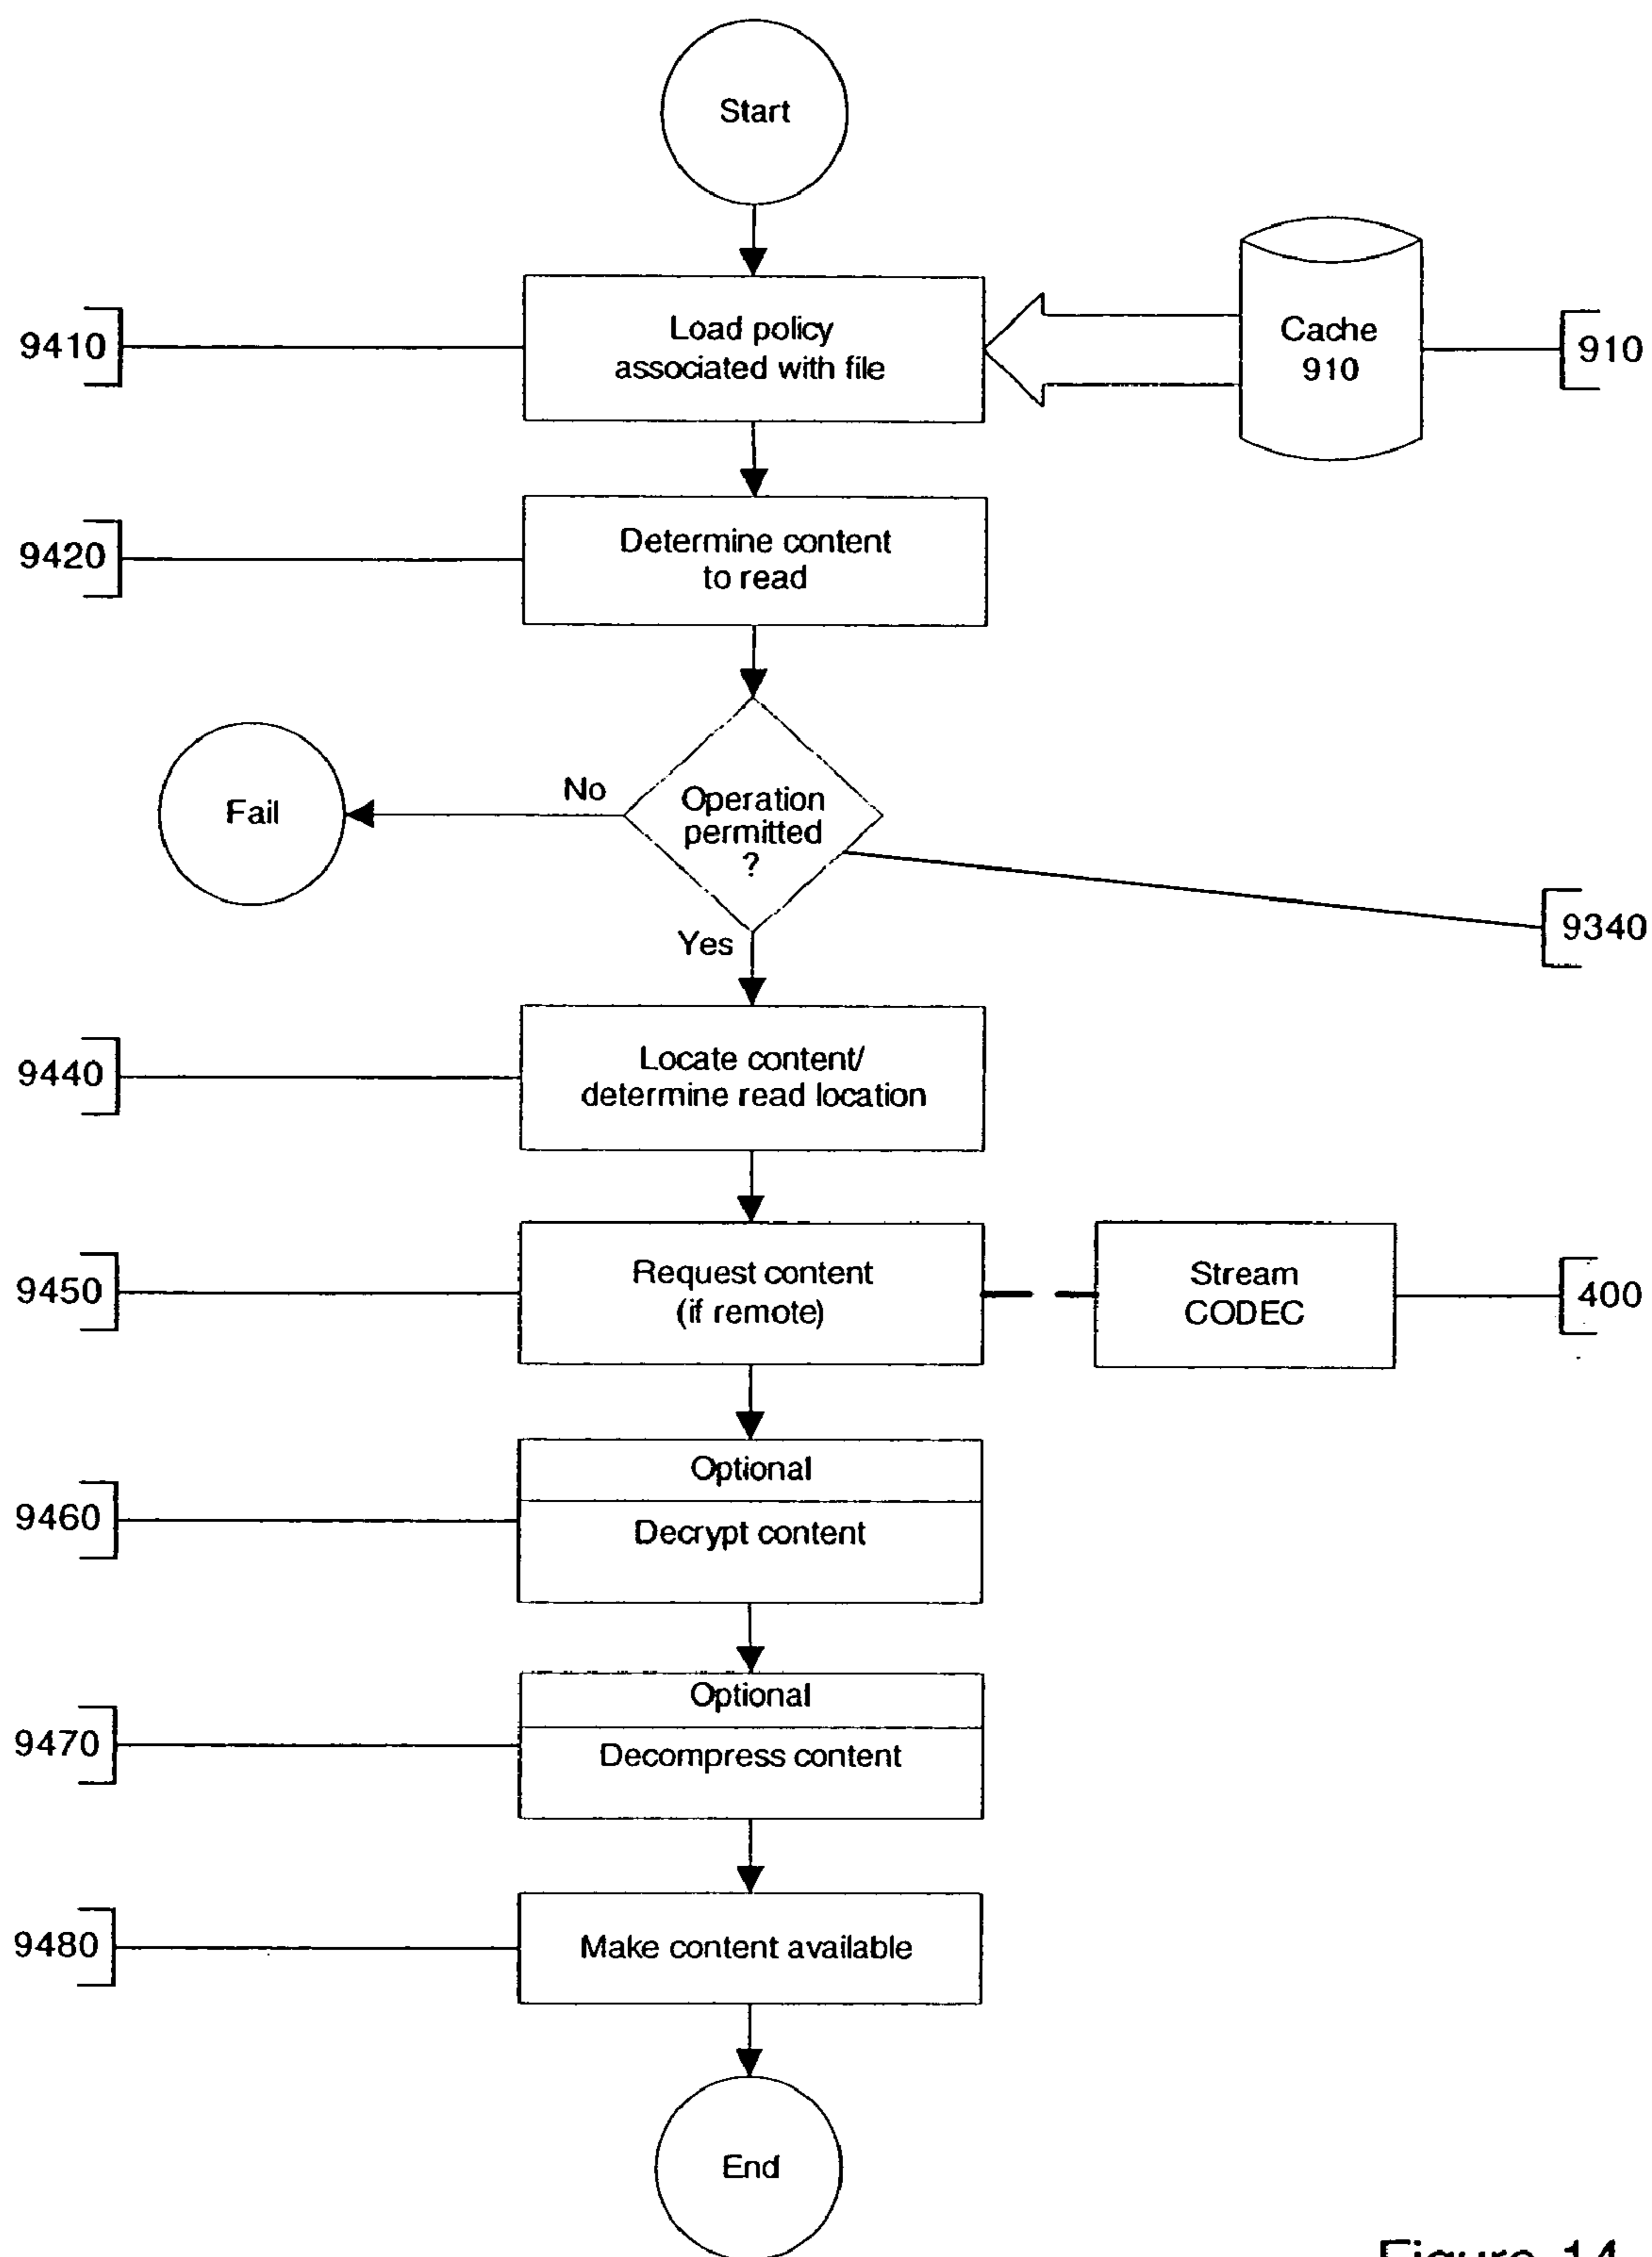 Start
Load policy
associated with file
Cache
910
9410
910
Determine content
to read
9420
Operation
permitted
?
No
Fail
Yes
9340
Locate content/
determine read location
9440
Request content
(if remote)
Stream
CODEC
9450
400
Optional
Decrypt content
9460
Optional
Decompress content
9470
Make content available
9480
End
Figure 14